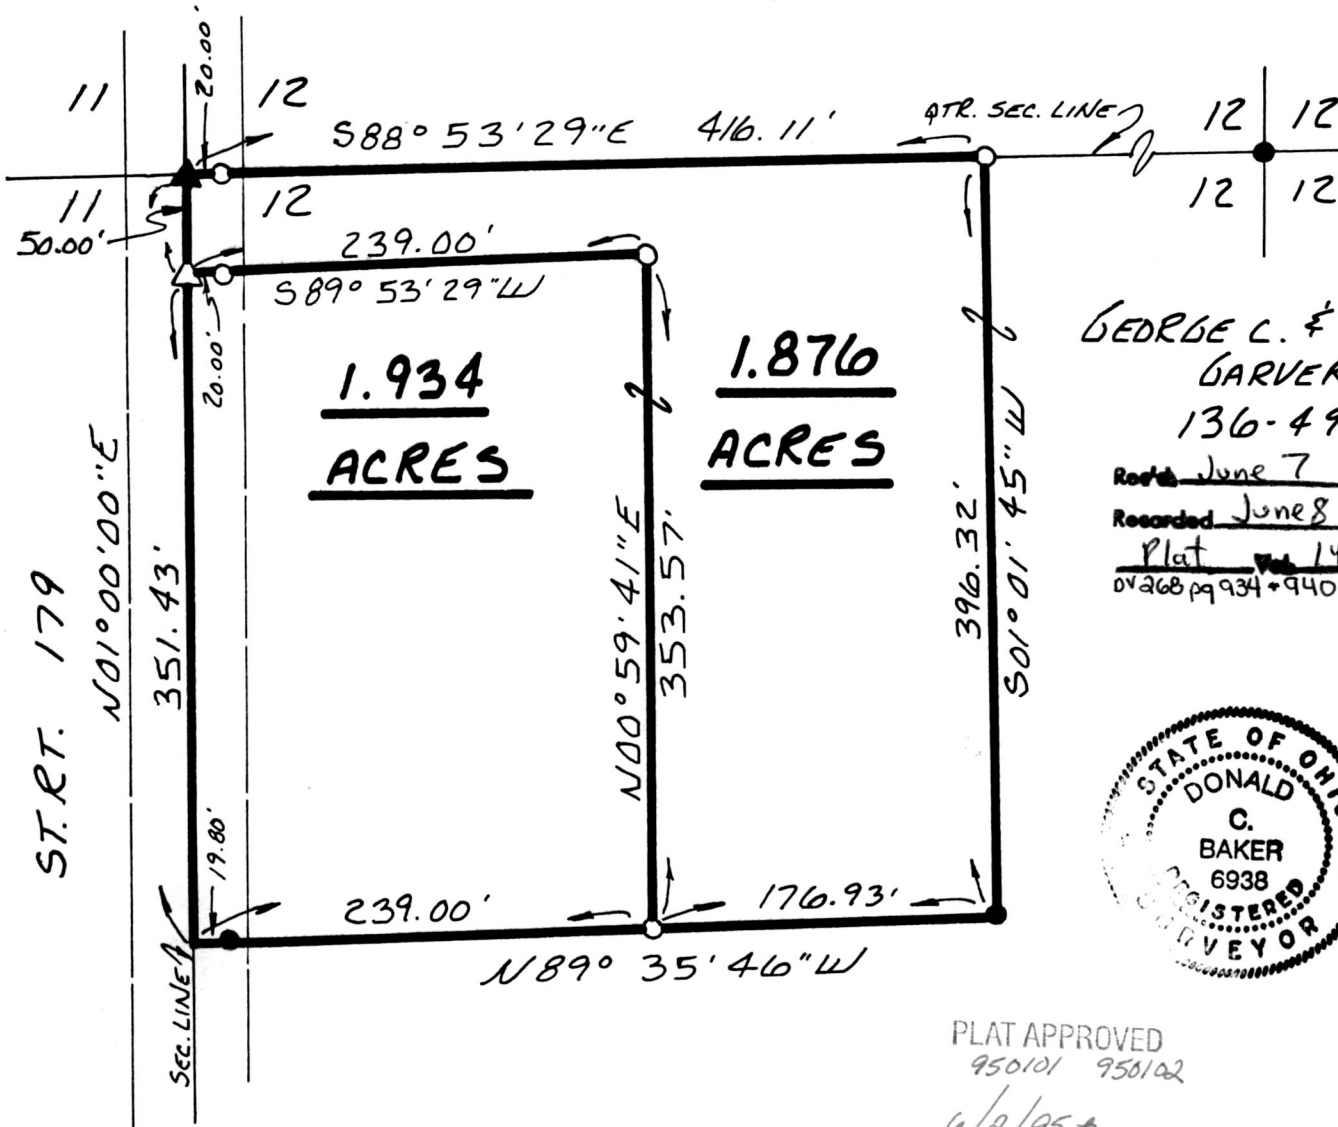 20.00'
11
12
S88° 53'29"E 416.11'
QTR. SEC. LINE
12 12
11
12
12 12
50.00'
239.00'
S89° 53'29"W
20.00'
GEORGE C. &
1.934
ACRES
1.876
ACRES
136-49
Recorded June 8
June 7
Plat
DV 268 pg 934 + 940
N01°00'00"E
351.43'
N00°59'41"E
353.57'
396.32'
S01°01'45"W
ST. RT. 179
STATE OF OHIO
DONALD
C.
BAKER
6938
REGISTERED
SURVEYOR
19.80'
239.00'
176.93'
N89° 35'46"W
SEC. LINE
PLAT APPROVED
950101 950102